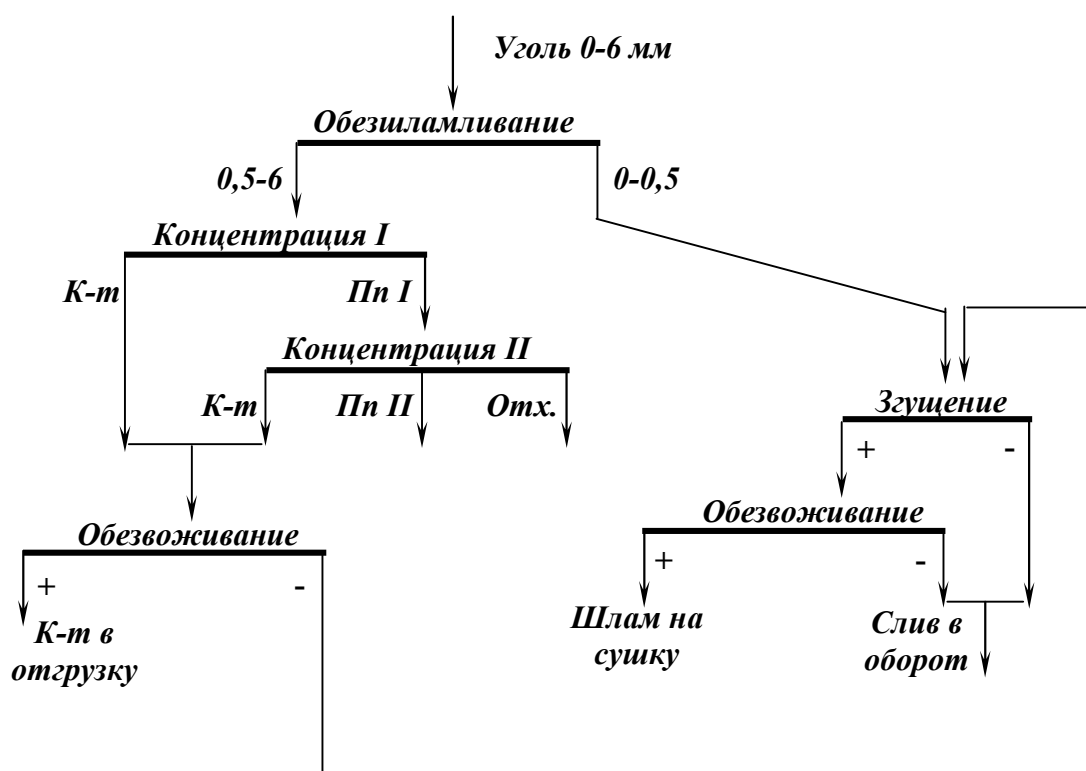 Уголь 0-6 мм
Обезшламливание
0,5-6
0-0,5
Концентрация I
К-т
Пп I
Концентрация II
К-т
Пп II
Отх.
Згущение
+
-
Обезвоживание
Обезвоживание
+
-
+
-
К-т в
отгрузку
Шлам на
сушку
Слив в
оборот